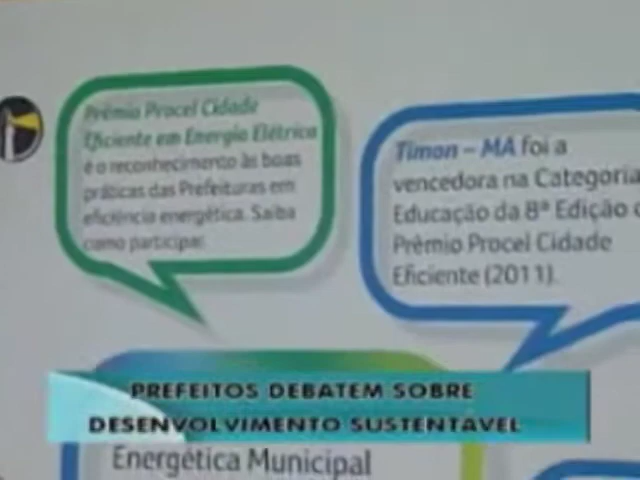 Prêmio Procel Cidade
Eficiente em Energia Elétrica
é o reconhecimento às boas
práticas das Prefeituras em
eficiência energética. Saiba
como participar.
Timon – MA foi a
vencedora na Categoria
Educação da 8ª Edição
Prêmio Procel Cidade
Eficiente (2011).
PREFEITOS DEBATEM SOBRE
DESENVOLVIMENTO SUSTENTAVEL
Energética Municipal